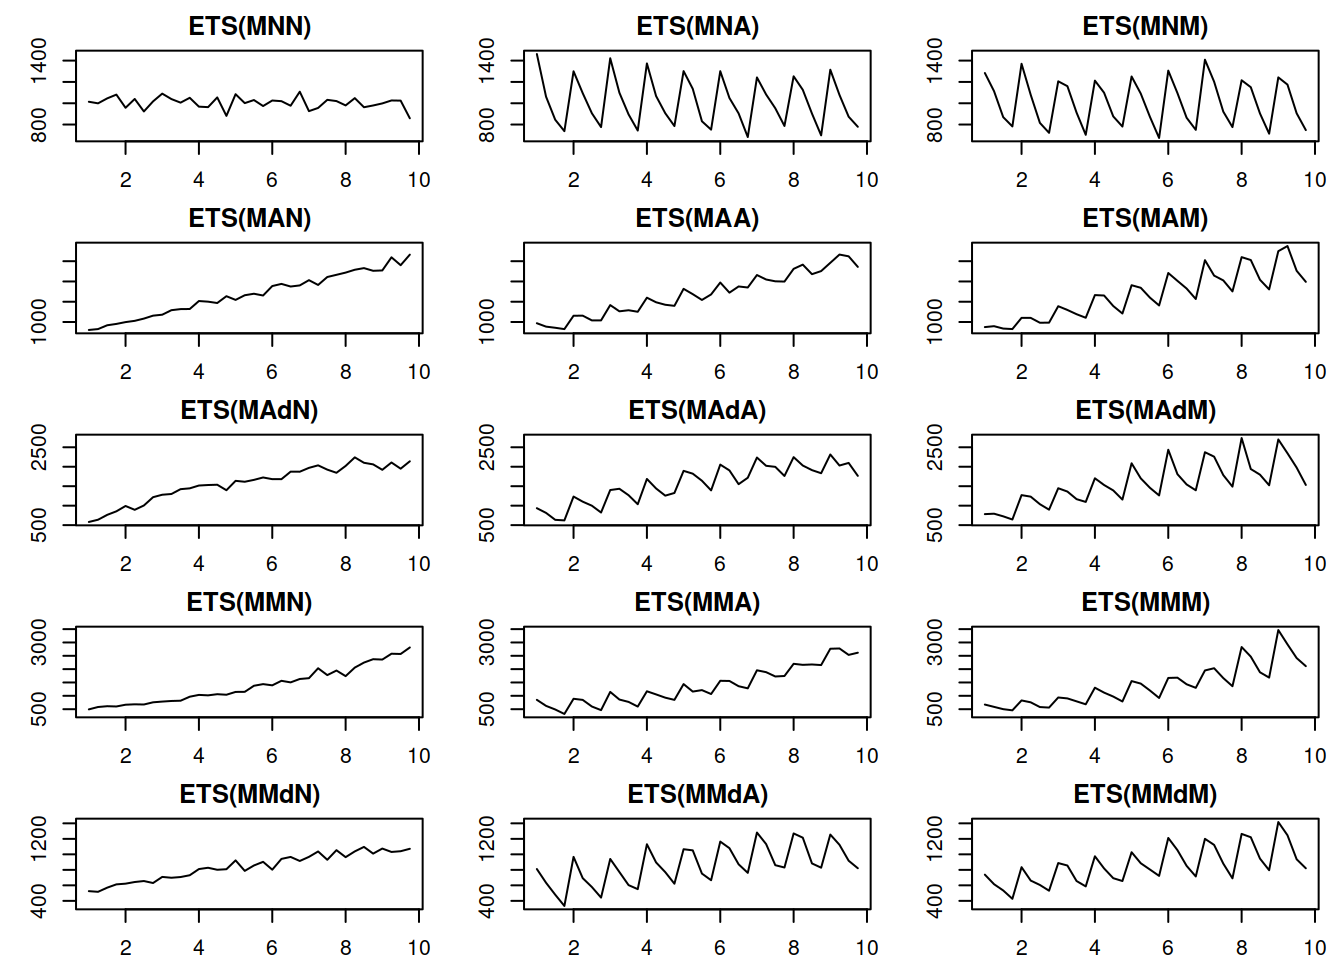 ETS(MNN) ETS(MNA) ETS(MNM)
1400 1400 1400
800 800 800
2 4 6 8 10 2 4 6 8 10 2 4 6 8 10
ETS(MAN) ETS(MAA) ETS(MAM)
1000 1000 1000
2 4 6 8 10 2 4 6 8 10 2 4 6 8 10
ETS(MAdN) ETS(MAdA) ETS(MAdM)
2500 2500 2500
500 500 500
2 4 6 8 10 2 4 6 8 10 2 4 6 8 10
ETS(MMN) ETS(MMA) ETS(MMM)
3000 3000 3000
500 500 500
2 4 6 8 10 2 4 6 8 10 2 4 6 8 10
ETS(MMdN) ETS(MMdA) ETS(MMdM)
1200 1200 1200
400 400 400
2 4 6 8 10 2 4 6 8 10 2 4 6 8 10